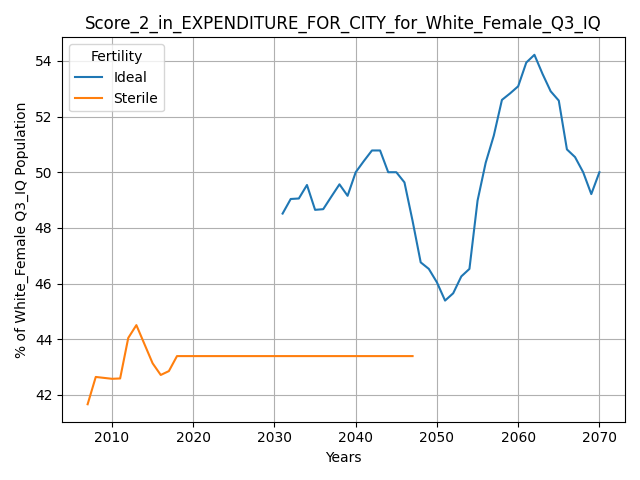 Score_2_in_EXPENDITURE_FOR_CITY_for_White_Female_Q3_IQ
Fertility
Ideal
Sterile
% of White_Female Q3_IQ Population
54
52
50
48
46
44
42
2010 2020 2030 2040 2050 2060 2070
Years